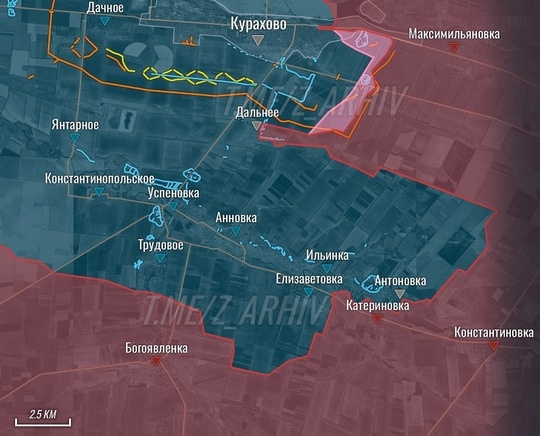 Дачное
Курахово
Максимильяновка
T.ME/Z_ARHIV
Дальнее
Янтарное
Константинопольское
Успеновка
Анновка
Трудовое
Ильинка
Елизаветовка
Антоновка
T.ME/Z_ARHIV
Катериновка
Константиновка
Богоявленка
2.5 KM